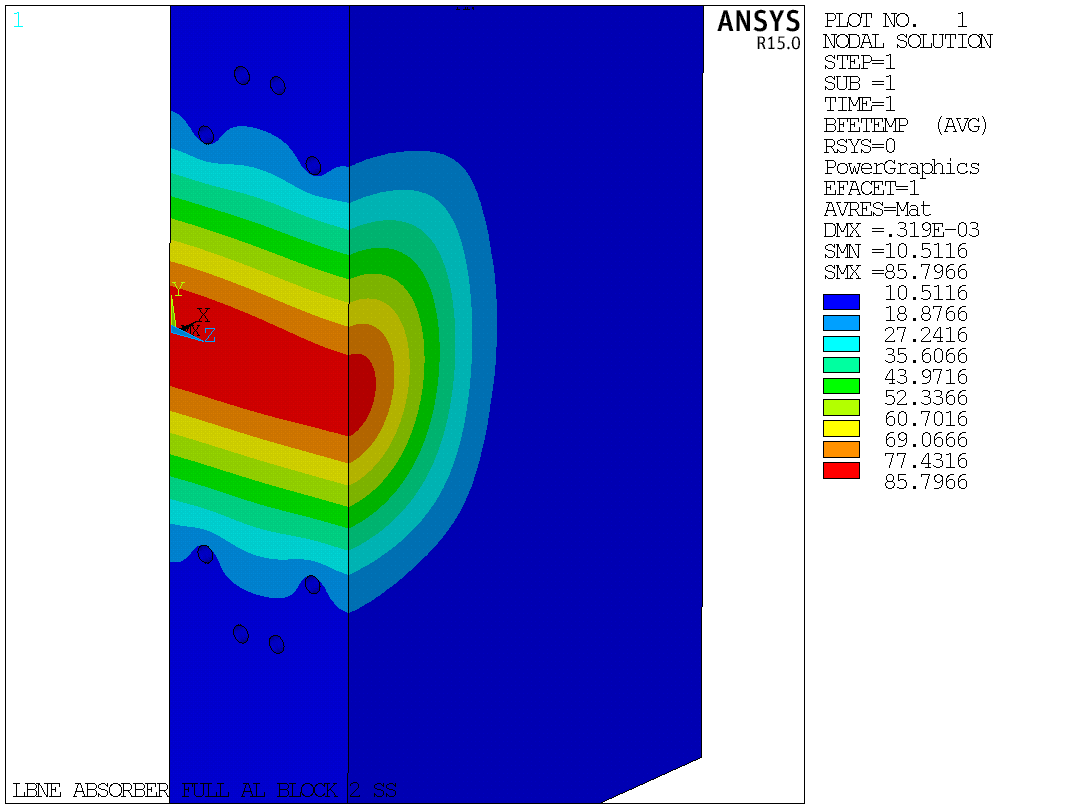 1
ANSYS
R15.0
PLOT NO. 1
NODAL SOLUTION
STEP=1
SUB =1
TIME=1
BFETEMP (AVG)
RSYS=0
PowerGraphics
EFACET=1
AVRES=Mat
DMX =.319E-03
SMN =10.5116
SMX =85.7966
10.5116
18.8766
27.2416
35.6066
43.9716
52.3366
60.7016
69.0666
77.4316
85.7966
Y
X
Z
LBNE ABSORBER FULL AL BLOCK 2 SS